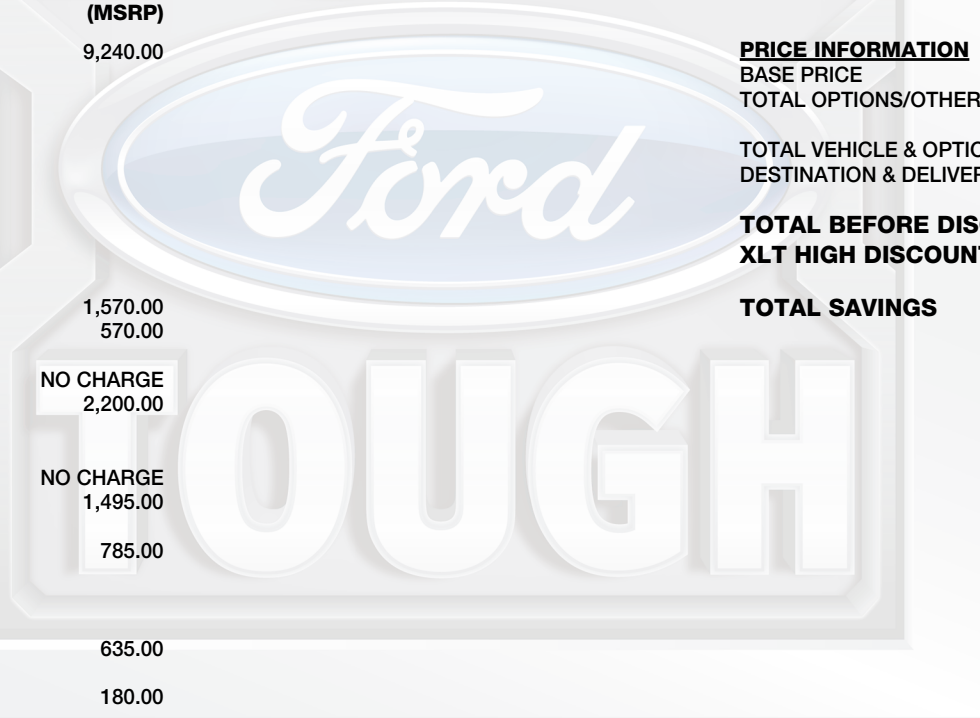 (MSRP)
9,240.00
1,570.00
570.00
NO CHARGE
2,200.00
NO CHARGE
1,495.00
785.00
635.00
180.00
PRICE INFORMATION
BASE PRICE
TOTAL OPTIONS/OTHER
TOTAL VEHICLE & OPTIO
DESTINATION & DELIVER
TOTAL BEFORE DIS
XLT HIGH DISCOUNT
TOTAL SAVINGS
Ford
TOUGH